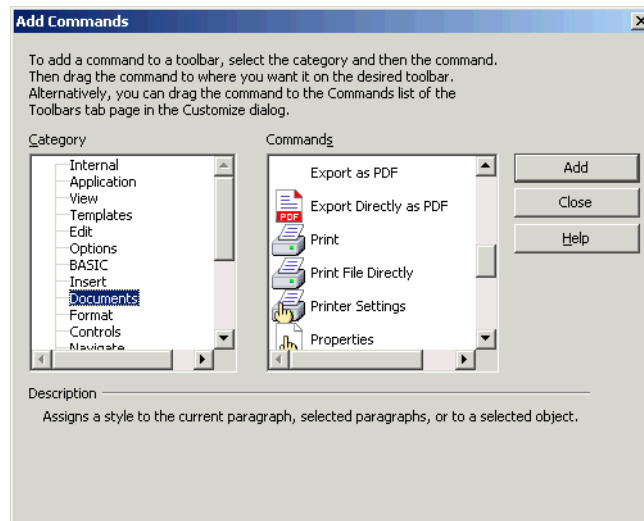 Add Commands
To add a command to a toolbar, select the category and then the command.
Then drag the command to where you want it on the desired toolbar.
Alternatively, you can drag the command to the Commands list of the
Toolbars tab page in the Customize dialog.
Category
Commands
Internal
Application
View
Templates
Edit
Options
BASIC
Insert
Documents
Format
Controls
Navigate
Export as PDF
PDF
Export Directly as PDF
Print
Print File Directly
Printer Settings
Properties
Add
Close
Help
Description
Assigns a style to the current paragraph, selected paragraphs, or to a selected object.